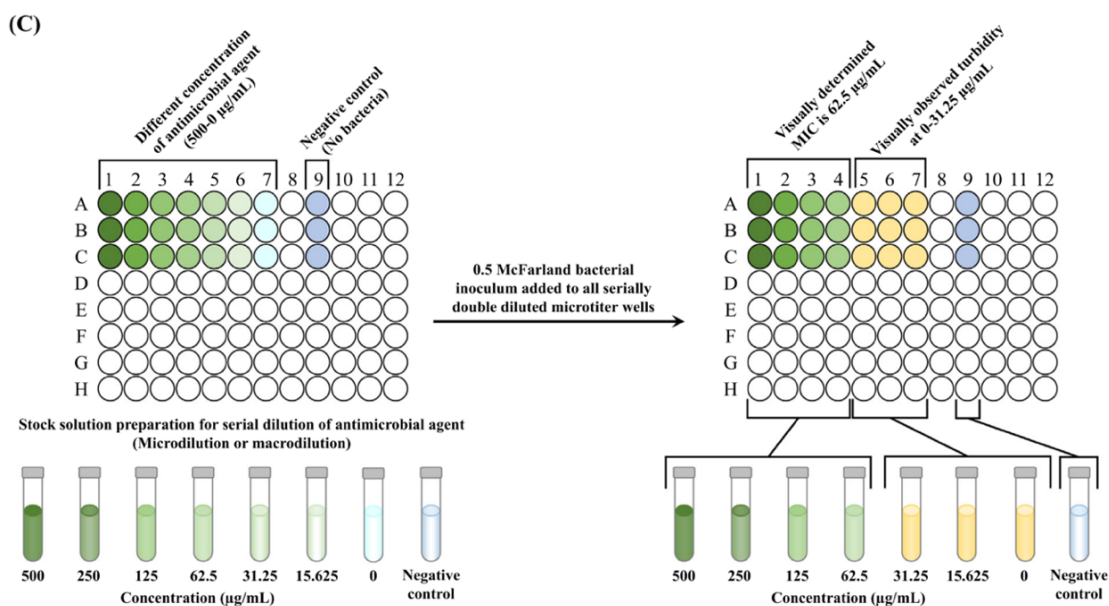 (C)
Different concentration
of antimicrobial agent
(500-0 µg/mL)
Negative control
(No bacteria)
1 2 3 4 5 6 7 8 9 10 11 12
A
B
C
D
E
F
G
H
0.5 McFarland bacterial
inoculum added to all serially
double diluted microtiter wells
Visually determined
MIC is 62.5 µg/mL
Visually observed turbidity
at 0-31.25 µg/mL
1 2 3 4 5 6 7 8 9 10 11 12
A
B
C
D
E
F
G
H
Stock solution preparation for serial dilution of antimicrobial agent
(Microdilution or macrodilution)
500 250 125 62.5 31.25 15.625 0 Negative
control
Concentration (µg/mL)
500 250 125 62.5 31.25 15.625 0 Negative
control
Concentration (µg/mL)